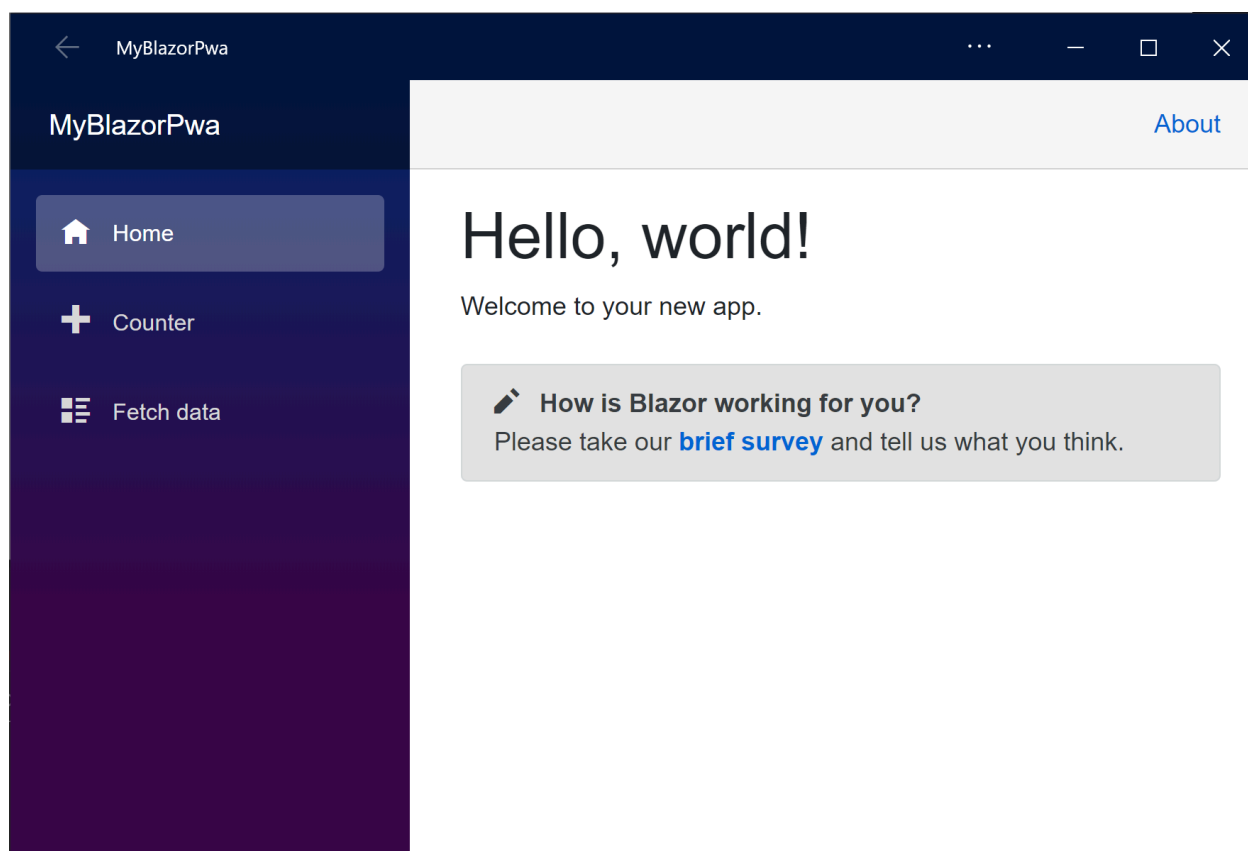 MyBlazorPwa
MyBlazorPwa
About
Home
Counter
Fetch data
Hello, world!
Welcome to your new app.
How is Blazor working for you?
Please take our brief survey and tell us what you think.